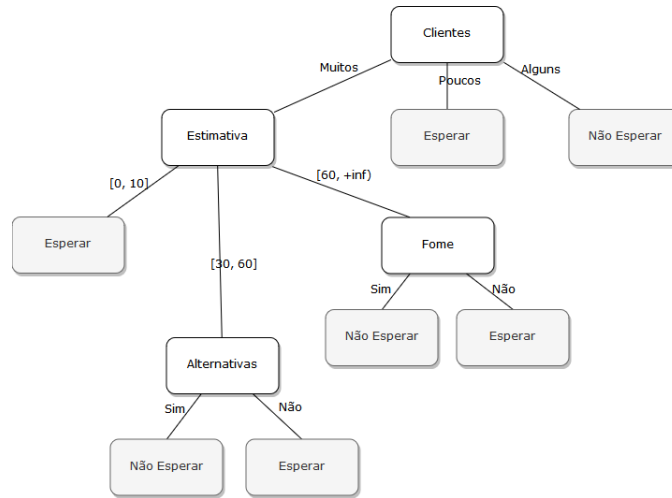 Clientes
Muitos
Poucos
Alguns
Estimativa
Esperar
Não Esperar
[0, 10]
[60, +inf)
Esperar
[30, 60]
Fome
Sim
Não
Não Esperar
Esperar
Alternativas
Sim
Não
Não Esperar
Esperar